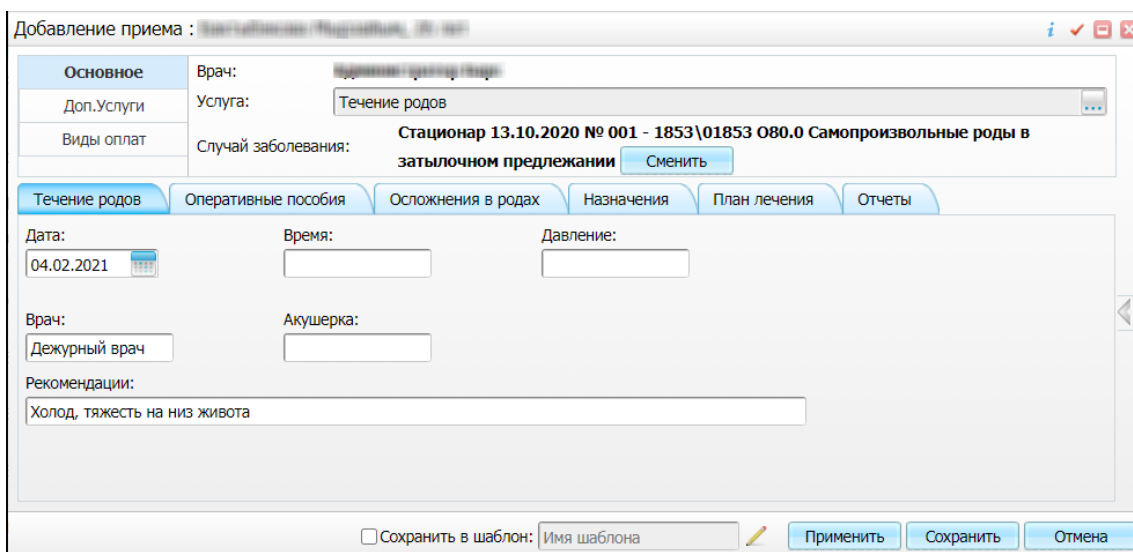 Добавление приема :
Основное
Доп.Услуги
Виды оплат
Врач:
Услуга: Течение родов ...
Случай заболевания: Стационар 13.10.2020 № 001 - 1853\01853 O80.0 Самопроизвольные роды в
затылочном предлежании Сменить
Течение родов Оперативные пособия Осложнения в родах Назначения План лечения Отчеты
Дата: Время: Давление:
04.02.2021
Врач: Акушерка:
Дежурный врач
Рекомендации:
Холод, тяжесть на низ живота
Сохранить в шаблон: Имя шаблона Применить Сохранить Отмена